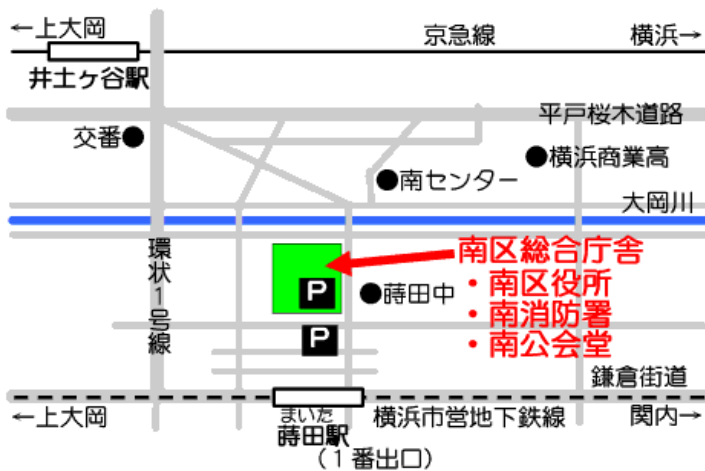 ←上大岡
京急線
横浜→
井土ヶ谷駅
平戸桜木道路
交番●
●横浜商業高
●南センター
大岡川
環状1号線
南区総合庁舎
・南区役所
・南消防署
・南公会堂
P
●蒔田中
P
鎌倉街道
←上大岡
まいた
蒔田駅
(1番出口)
横浜市営地下鉄線
関内→